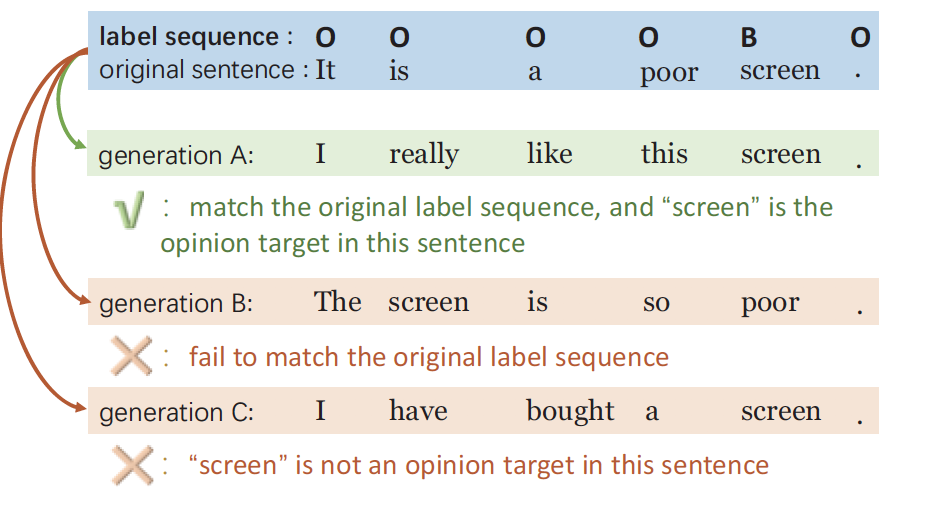 label sequence : O O O O B O
original sentence : It is a poor screen .
generation A: I really like this screen .
: match the original label sequence, and “screen” is the
opinion target in this sentence
generation B: The screen is so poor .
: fail to match the original label sequence
generation C: I have bought a screen .
: “screen” is not an opinion target in this sentence